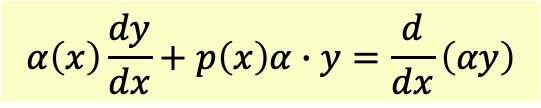 α(x) dy/dx + p(x)α · y = d/dx (αy)